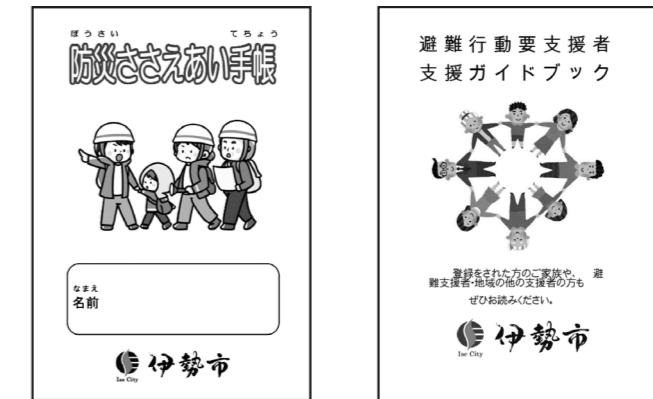 ぼうさい てちょう
防災ささえあい手帳
なまえ
名前
Ise City
伊勢市
避難行動要支援者
支援ガイドブック
登録をされた方のご家族や、 避
難支援者・地域の他の支援者の方も
ぜひお読みください。
Ise City
伊勢市